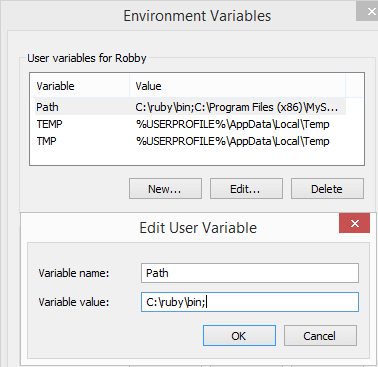 Environment Variables
User variables for Robby
Variable Value
Path C:\ruby\bin;C:\Program Files (x86)\MyS...
TEMP %USERPROFILE%\AppData\Local\Temp
TMP %USERPROFILE%\AppData\Local\Temp
New... Edit... Delete
Edit User Variable
Variable name: Path
Variable value: C:\ruby\bin;
OK Cancel